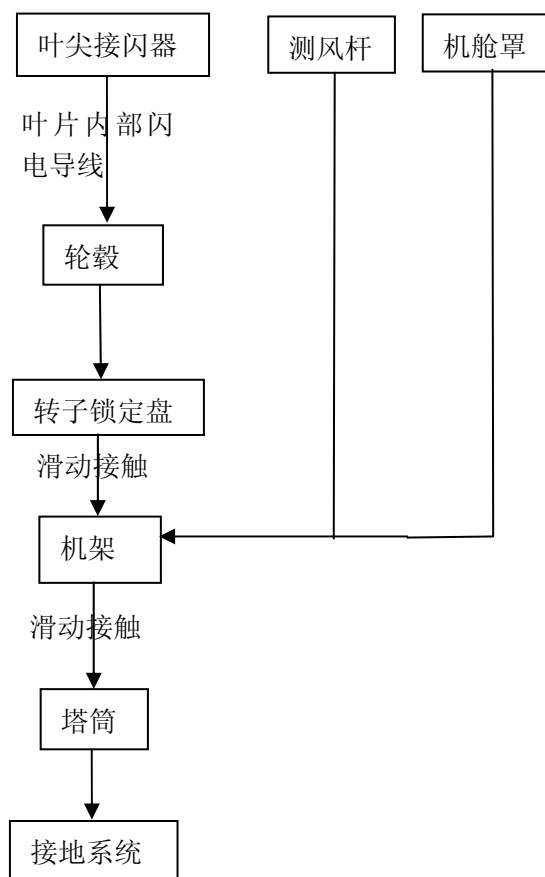 叶尖接闪器
测风杆
机舱罩
叶片内部闪
电导线
轮毂
转子锁定盘
滑动接触
机架
滑动接触
塔筒
接地系统